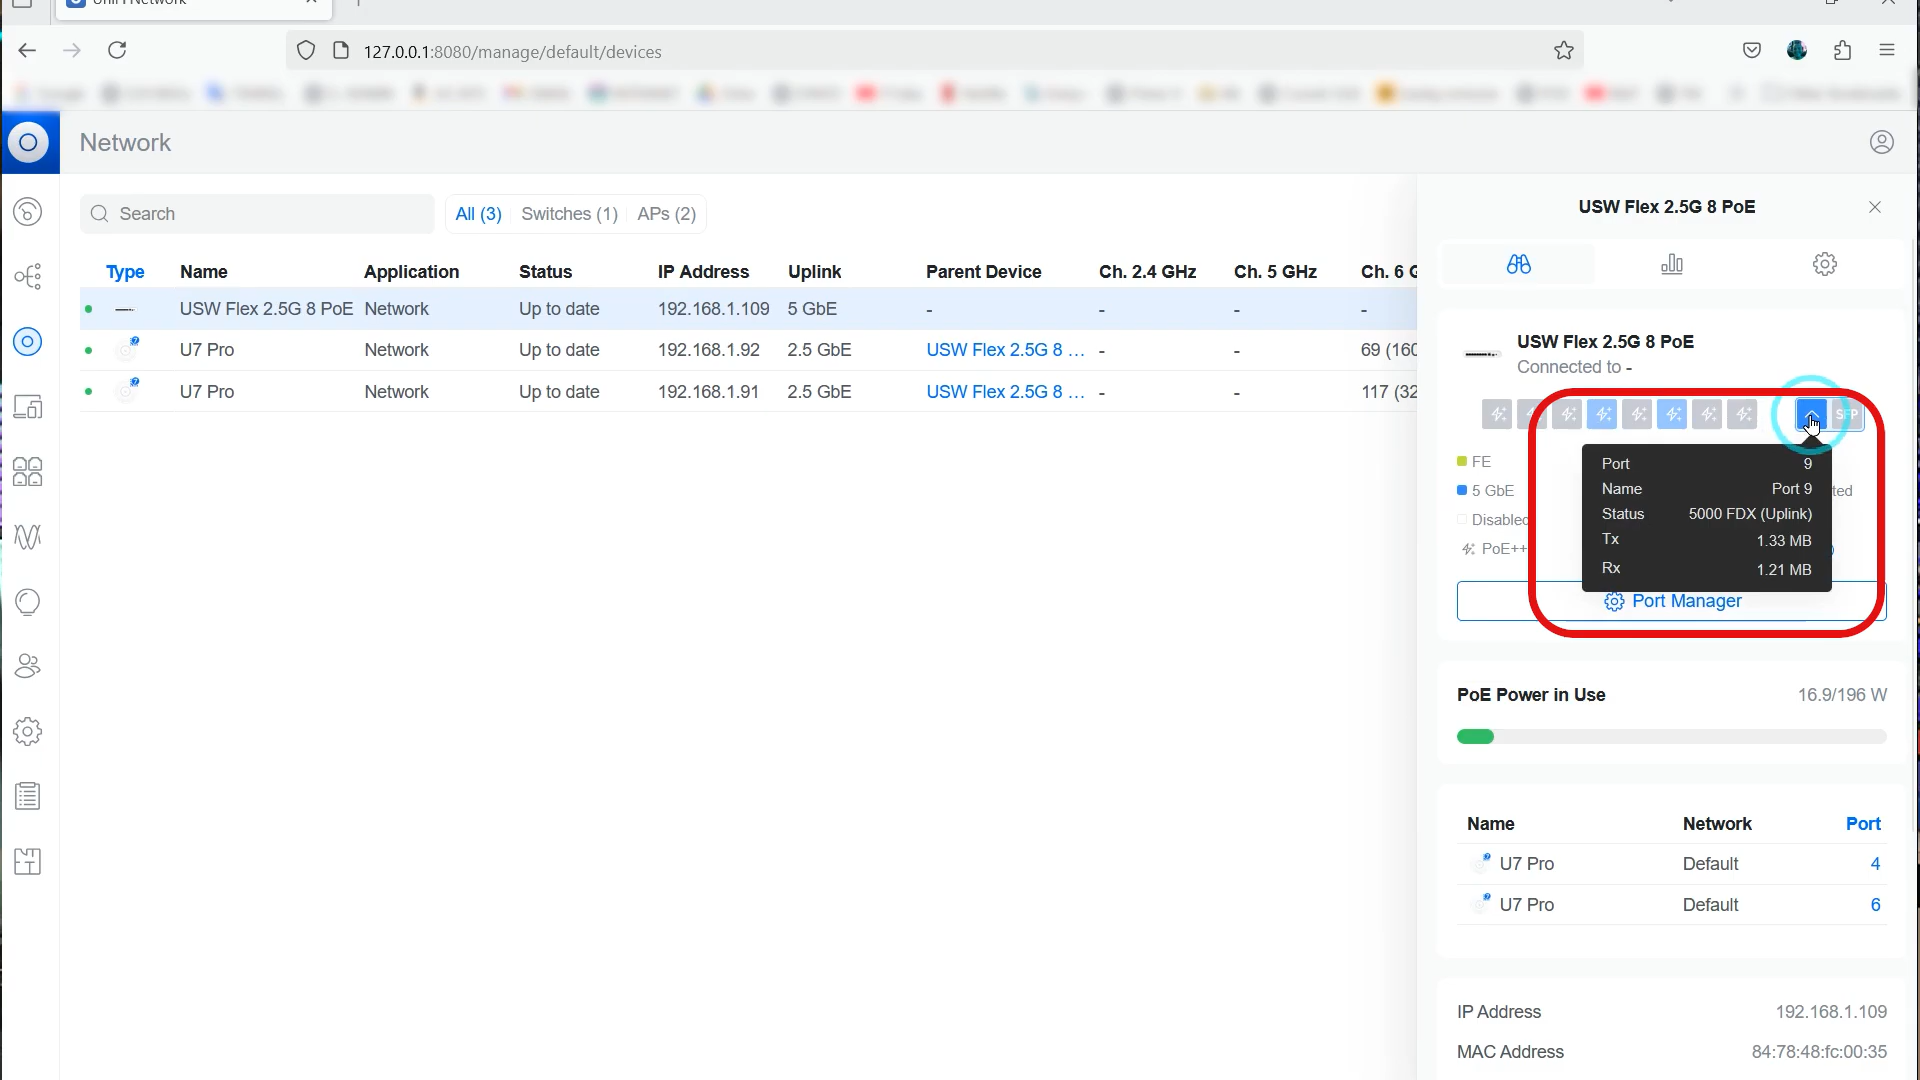 127.0.0.1:8080/manage/default/devices
Network
Search
All (3) Switches (1) APs (2)
Type Name Application Status IP Address Uplink Parent Device Ch. 2.4 GHz Ch. 5 GHz Ch. 6 G
USW Flex 2.5G 8 PoE Network Up to date 192.168.1.109 5 GbE - - - -
U7 Pro Network Up to date 192.168.1.92 2.5 GbE USW Flex 2.5G 8 ... - - 69 (160
U7 Pro Network Up to date 192.168.1.91 2.5 GbE USW Flex 2.5G 8 ... - - 117 (32
USW Flex 2.5G 8 PoE
USW Flex 2.5G 8 PoE
Connected to -
SFP
FE
5 GbE
Disabled
PoE++
Port 9
Name Port 9
Status 5000 FDX (Uplink)
Tx 1.33 MB
Rx 1.21 MB
ted
Port Manager
PoE Power in Use 16.9/196 W
Name Network Port
U7 Pro Default 4
U7 Pro Default 6
IP Address 192.168.1.109
MAC Address 84:78:48:fc:00:35